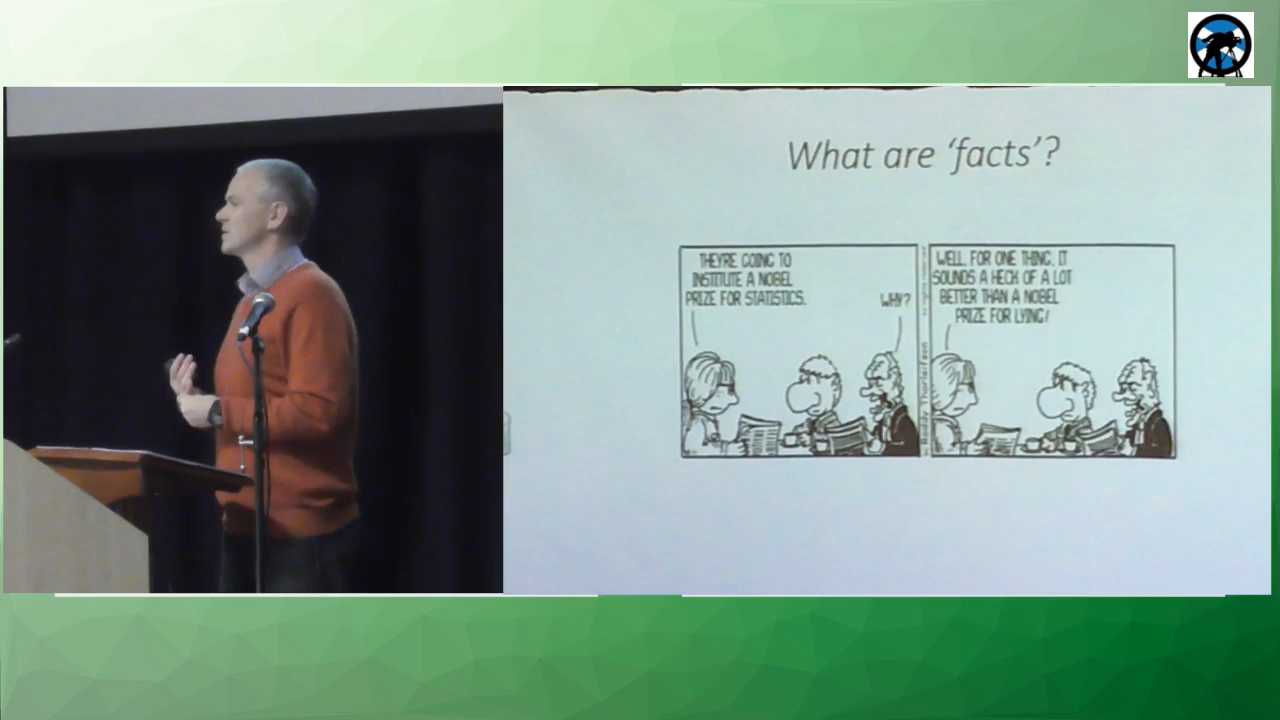 What are 'facts'?
THEY'RE GOING TO
INSTITUTE A NOBEL
PRIZE FOR STATISTICS.
WHY?
WELL, FOR ONE THING, IT
SOUNDS A HECK OF A LOT
BETTER THAN A NOBEL
PRIZE FOR LYING!